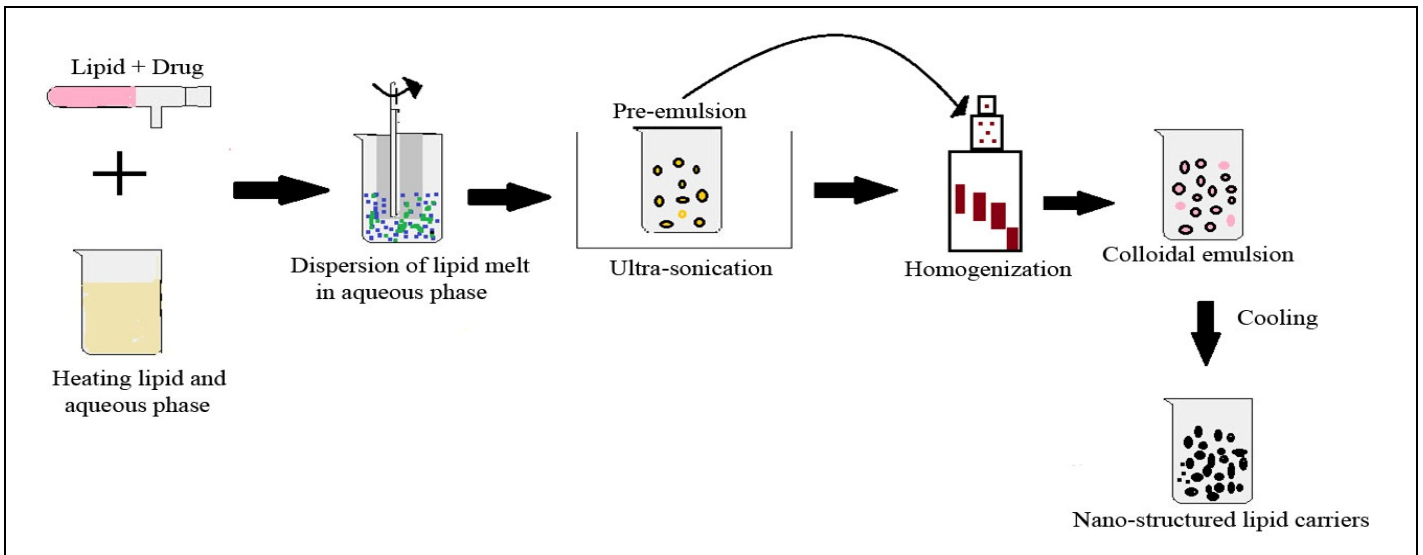 Lipid + Drug
Heating lipid and
aqueous phase
Dispersion of lipid melt
in aqueous phase
Pre-emulsion
Ultra-sonication
Homogenization
Colloidal emulsion
Cooling
Nano-structured lipid carriers